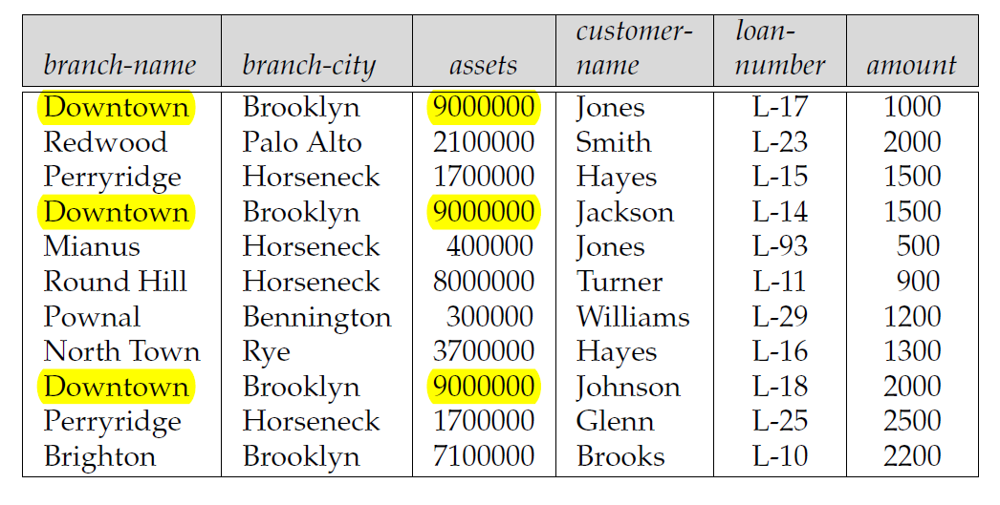 customer- loan-
branch-name branch-city assets name number amount
Downtown Brooklyn 9000000 Jones L-17 1000
Redwood Palo Alto 2100000 Smith L-23 2000
Perryridge Horseneck 1700000 Hayes L-15 1500
Downtown Brooklyn 9000000 Jackson L-14 1500
Mianus Horseneck 400000 Jones L-93 500
Round Hill Horseneck 8000000 Turner L-11 900
Pownal Bennington 300000 Williams L-29 1200
North Town Rye 3700000 Hayes L-16 1300
Downtown Brooklyn 9000000 Johnson L-18 2000
Perryridge Horseneck 1700000 Glenn L-25 2500
Brighton Brooklyn 7100000 Brooks L-10 2200